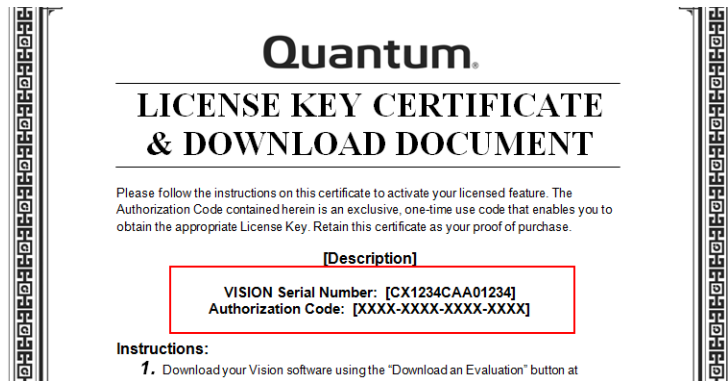 Quantum.
LICENSE KEY CERTIFICATE
& DOWNLOAD DOCUMENT
Please follow the instructions on this certificate to activate your licensed feature. The
Authorization Code contained herein is an exclusive, one-time use code that enables you to
obtain the appropriate License Key. Retain this certificate as your proof of purchase.
[Description]
VISION Serial Number: [CX1234CAA01234]
Authorization Code: [XXXX-XXXX-XXXX-XXXX]
Instructions:
1. Download your Vision software using the “Download an Evaluation” button at